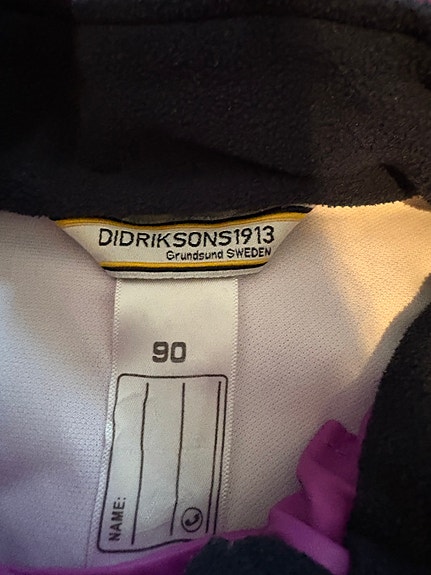 DIDRIKSONS1913
Grundsund SWEDEN
90
NAME: